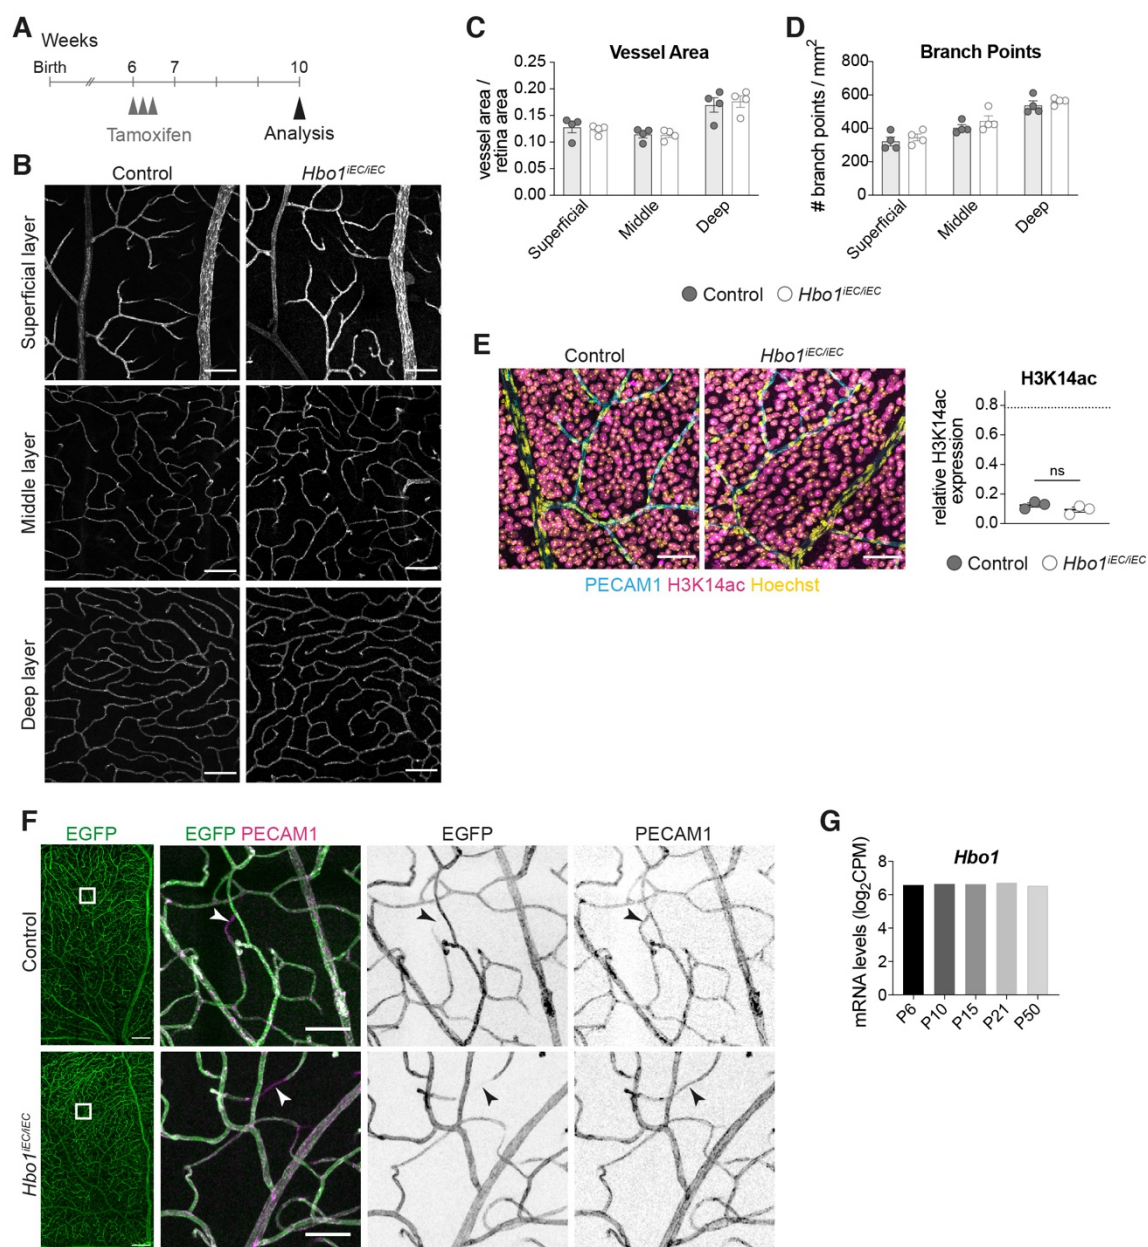 A
Weeks
Birth 6 7 10
Tamoxifen
Analysis
B
Control Hbo1iEC/iEC
Superficial layer
Middle layer
Deep layer
C
Vessel Area
vessel area /
retina area
0.25
0.20
0.15
0.10
0.05
0.00
Superficial
Middle
Deep
D
Branch Points
# branch points / mm2
800
600
400
200
0
Superficial
Middle
Deep
Control Hbo1iEC/iEC
E
Control Hbo1iEC/iEC
PECAM1 H3K14ac Hoechst
H3K14ac
relative H3K14ac
expression
0.8
0.6
0.4
0.2
0.0
ns
Control Hbo1iEC/iEC
F
EGFP EGFP PECAM1 EGFP PECAM1
Control
Hbo1iEC/iEC
G
Hbo1
mRNA levels (log2CPM)
8
6
4
2
0
P6
P10
P15
P21
P50